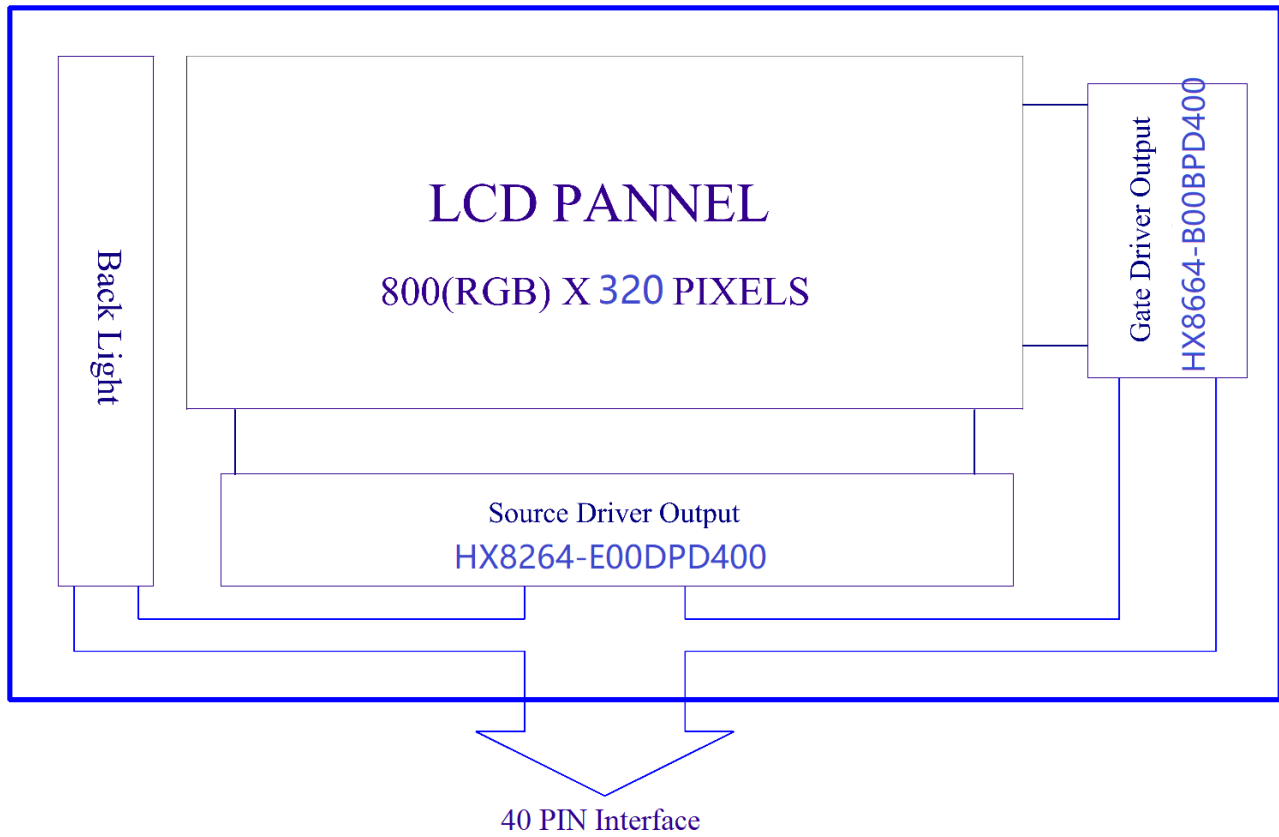 Back Light
LCD PANNEL
800(RGB) X 320 PIXELS
Gate Driver Output
HX8664-B00BPD400
Source Driver Output
HX8264-E00DPD400
40 PIN Interface